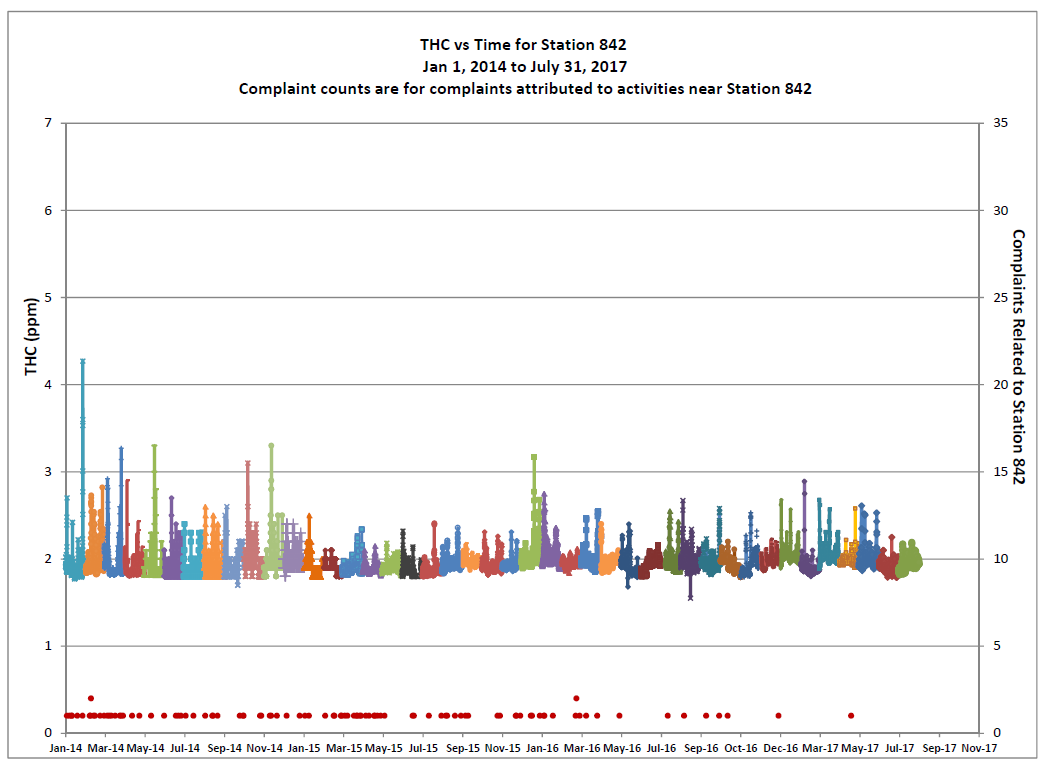 THC vs Time for Station 842
Jan 1, 2014 to July 31, 2017
Complaint counts are for complaints attributed to activities near Station 842
7
6
5
4
3
2
1
0
THC (ppm)
35
30
25
20
15
10
5
0
Complaints Related to Station 842
Jan-14 Mar-14 May-14 Jul-14 Sep-14 Nov-14 Jan-15 Mar-15 May-15 Jul-15 Sep-15 Nov-15 Jan-16 Mar-16 May-16 Jul-16 Sep-16 Oct-16 Dec-16 Mar-17 May-17 Jul-17 Sep-17 Nov-17